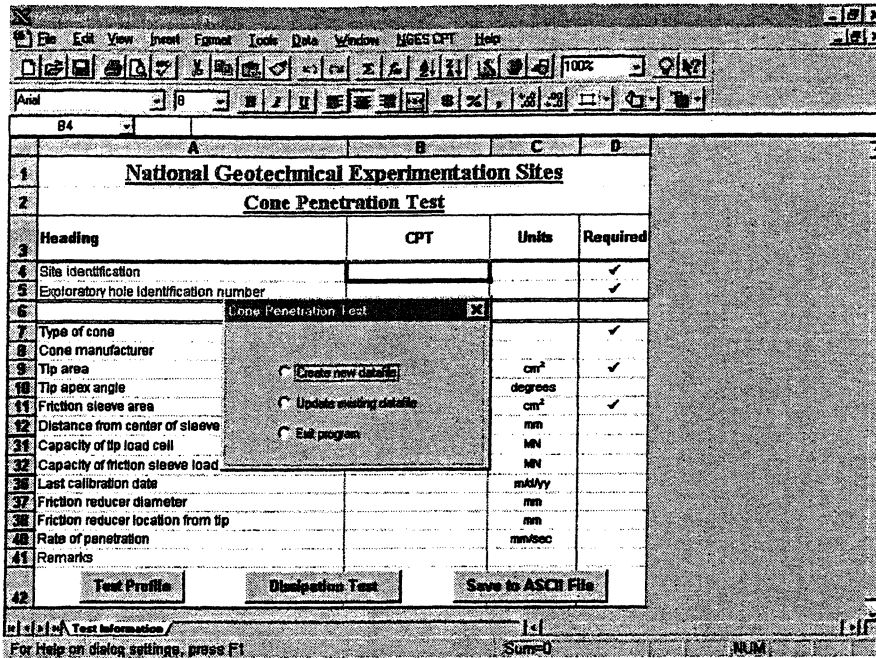 File Edit View Insert Format Tools Data Window NGES CPT Help
100%
Arial 8 B I U
B4
A B C D
1 National Geotechnical Experimentation Sites
2 Cone Penetration Test
3 Heading CPT Units Required
4 Site identification ✓
5 Exploratory hole identification number ✓
6
7 Type of cone ✓
8 Cone manufacturer
9 Tip area cm² ✓
10 Tip apex angle degrees
11 Friction sleeve area cm² ✓
12 Distance from center of sleeve mm
31 Capacity of tip load cell MN
32 Capacity of friction sleeve load MN
36 Last calibration date m/d/yy
37 Friction reducer diameter mm
38 Friction reducer location from tip mm
40 Rate of penetration mm/sec
41 Remarks
42 Test Profile Dissipation Test Save to ASCII File
Cone Penetration Test
Create new datafile
Update existing datafile
Exit program
Test Information
For Help on dialog settings, press F1 Sum=0 NUM